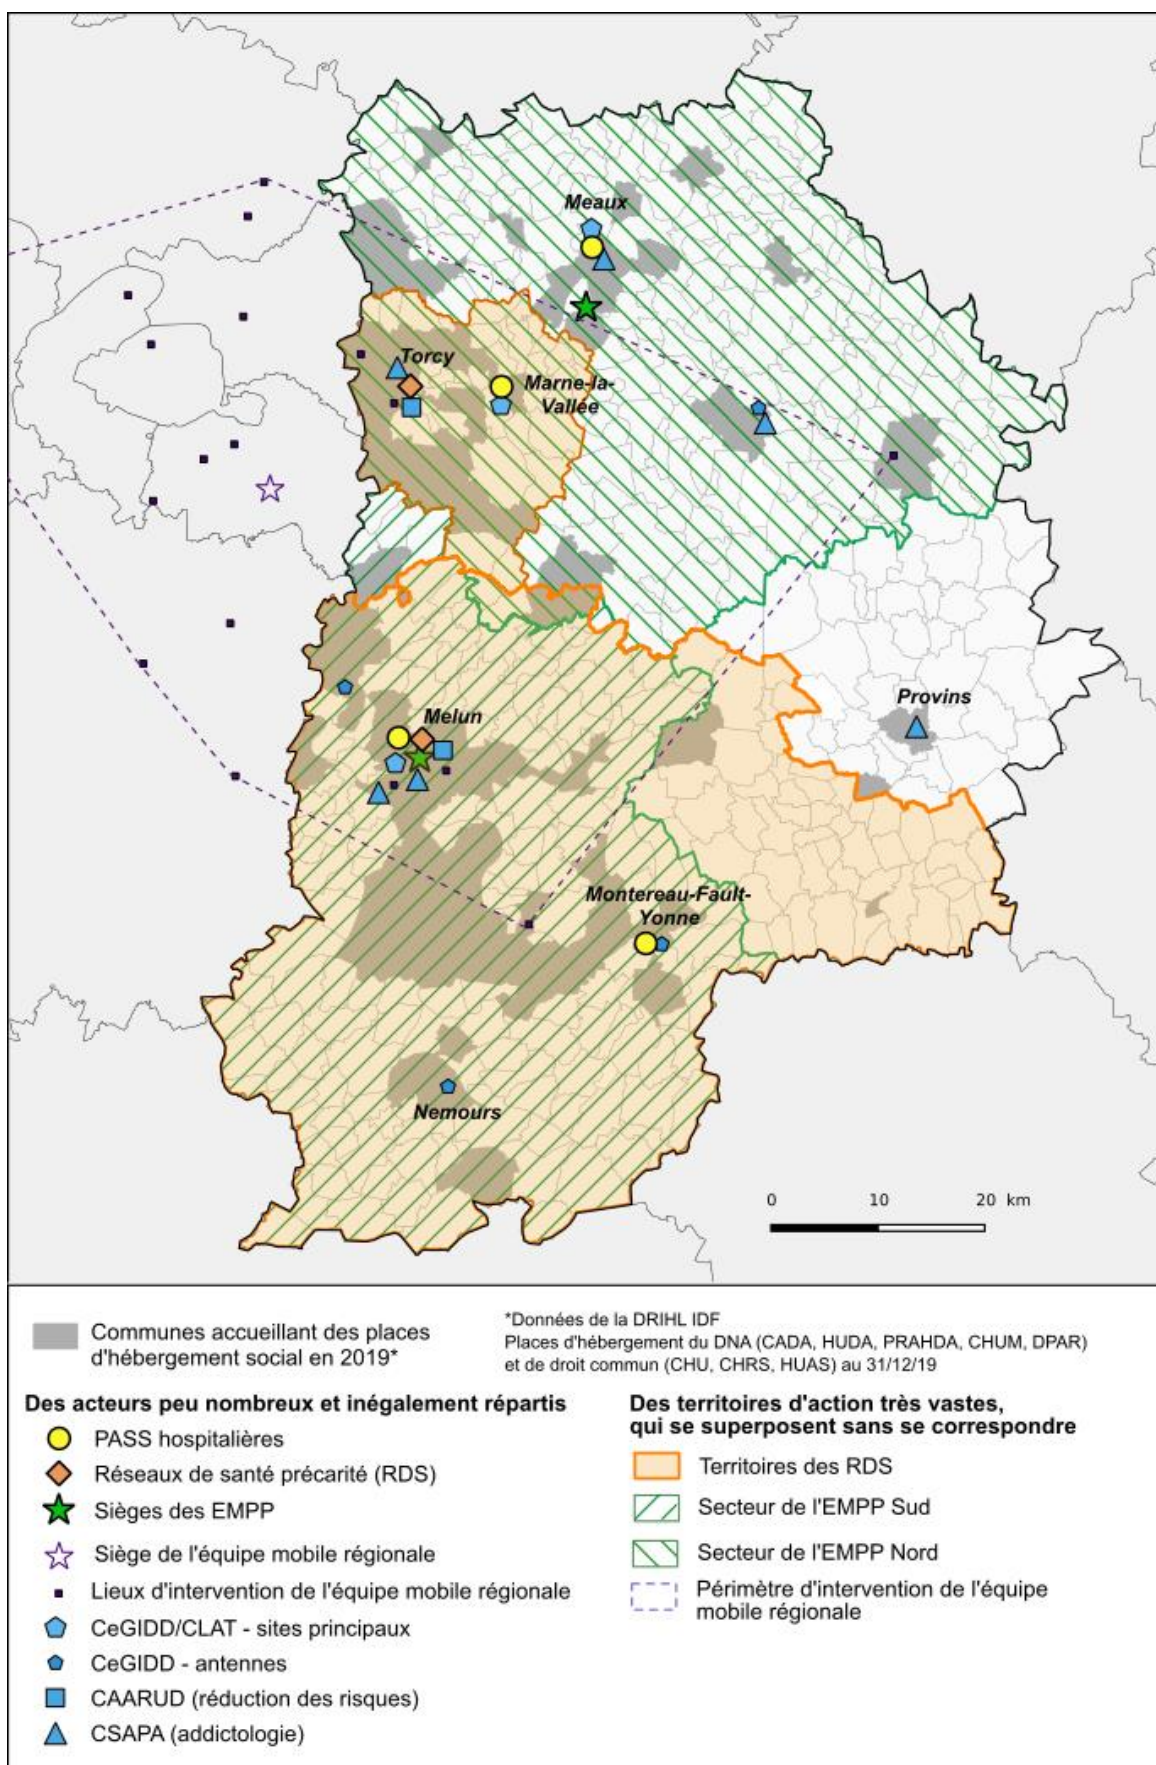 Meaux
Torcy
Marne-la-
Vallée
Provins
Melun
Montereau-Fault-
Yonne
Nemours
0 10 20 km
Communes accueillant des places
d'hébergement social en 2019*
*Données de la DRIHL IDF
Places d'hébergement du DNA (CADA, HUDA, PRAHDA, CHUM, DPAR)
et de droit commun (CHU, CHRS, HUAS) au 31/12/19
Des acteurs peu nombreux et inégalement répartis
PASS hospitalières
Réseaux de santé précarité (RDS)
Sièges des EMPP
Siège de l'équipe mobile régionale
Lieux d'intervention de l'équipe mobile régionale
CeGIDD/CLAT - sites principaux
CeGIDD - antennes
CAARUD (réduction des risques)
CSAPA (addictologie)
Des territoires d'action très vastes,
qui se superposent sans se correspondre
Territoires des RDS
Secteur de l'EMPP Sud
Secteur de l'EMPP Nord
Périmètre d'intervention de l'équipe
mobile régionale